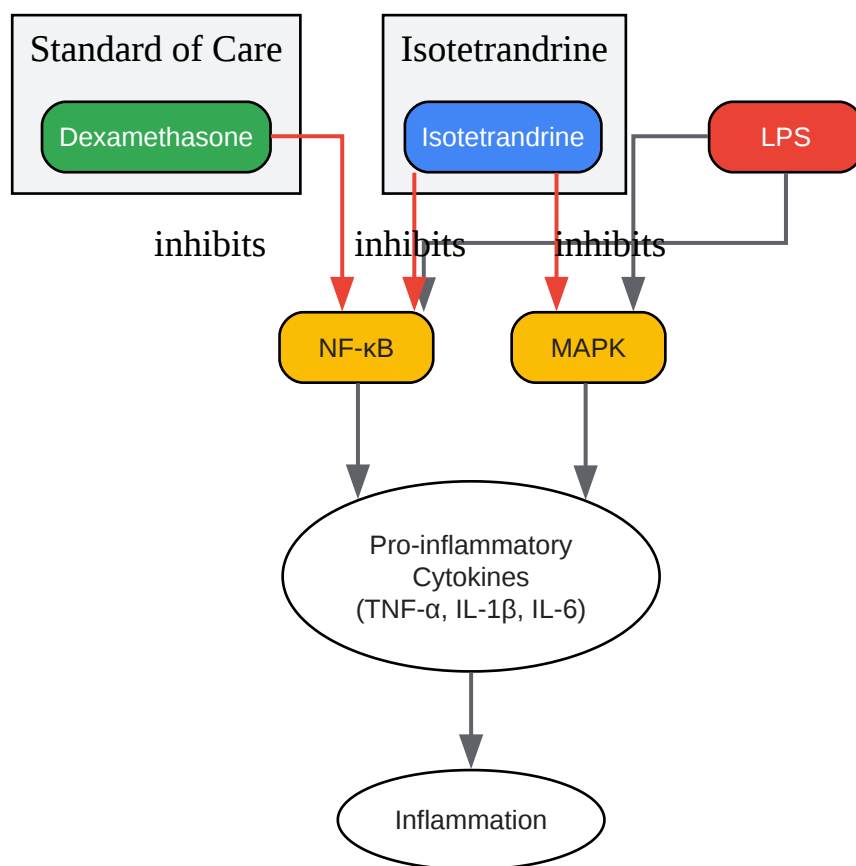 Standard of Care
Isotetrandrine
Dexamethasone
Isotetrandrine
LPS
inhibits
inhibits
inhibits
NF-κB
MAPK
Pro-inflammatory
Cytokines
(TNF-α, IL-1β, IL-6)
Inflammation